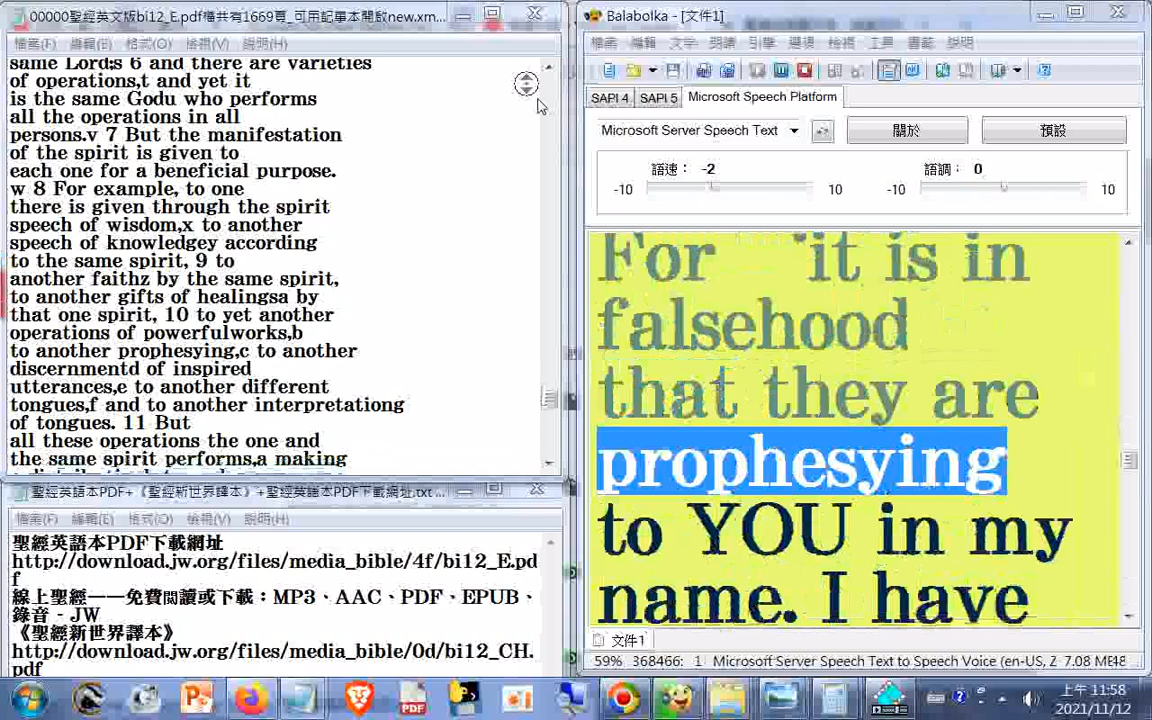 00000聖經英文版bi12_E.pdf檔共有1669頁_可用記事本開啟new.xm...
檔案(F) 編輯(E) 格式(O) 檢視(V) 說明(H)
same Lord;s 6 and there are varieties
of operations,t and yet it
is the same Godu who performs
all the operations in all
persons.v 7 But the manifestation
of the spirit is given to
each one for a beneficial purpose.
w 8 For example, to one
there is given through the spirit
speech of wisdom,x to another
speech of knowledgey according
to the same spirit, 9 to
another faithz by the same spirit,
to another gifts of healingsa by
that one spirit, 10 to yet another
operations of powerfulworks,b
to another prophesying,c to another
discernmentd of inspired
utterances,e to another different
tongues,f and to another interpretationg
of tongues. 11 But
all these operations the one and
the same spirit performs,a making
聖經英語本PDF+《聖經新世界譯本》+聖經英語本PDF下載網址.txt ...
檔案(F) 編輯(E) 格式(O) 檢視(V) 說明(H)
聖經英語本PDF下載網址
http://download.jw.org/files/media_bible/4f/bi12_E.pd
f
線上聖經——免費閱讀或下載：MP3、AAC、PDF、EPUB、
錄音 - JW
《聖經新世界譯本》
http://download.jw.org/files/media_bible/0d/bi12_CH.
pdf
Balabolka - [文件1]
檔案 編輯 文字 朗讀 引擎 選項 檢視 工具 書籤 說明
SAPI 4 SAPI 5 Microsoft Speech Platform
Microsoft Server Speech Text 關於 預設
語速： -2 語調： 0
-10 10 -10 10
For it is in
falsehood
that they are
prophesying
to YOU in my
name. I have
文件1
59% 368466: 1 Microsoft Server Speech Text to Speech Voice (en-US, Z 7.08 MB
上午 11:58
2021/11/12